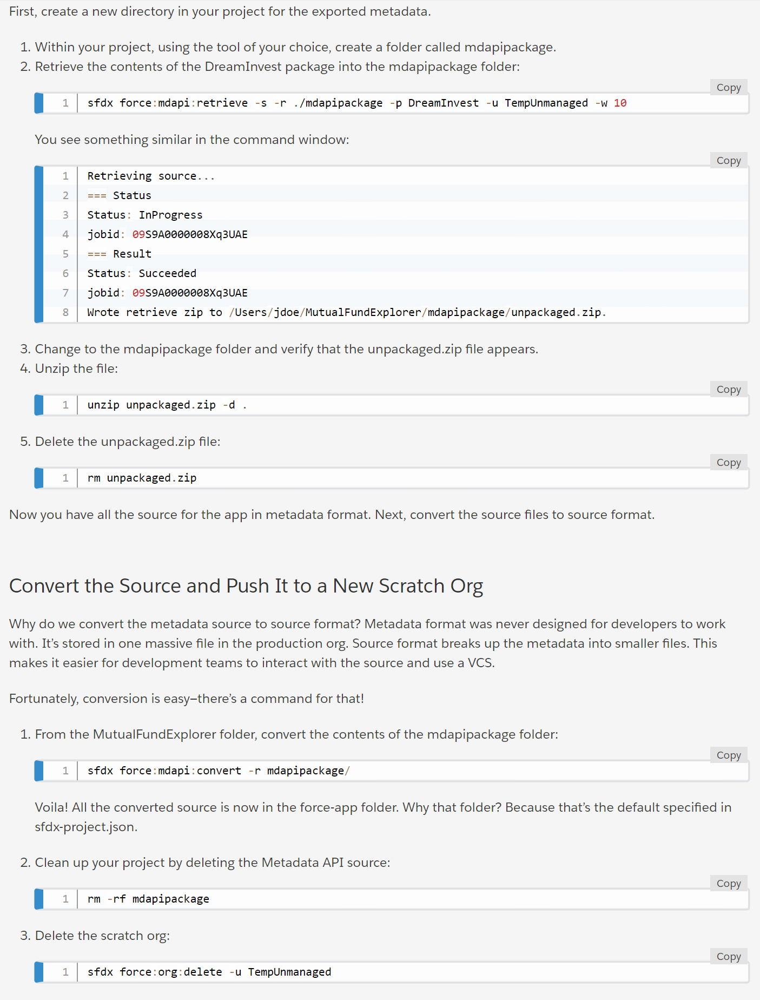 First, create a new directory in your project for the exported metadata.
1. Within your project, using the tool of your choice, create a folder called mdapipackage.
2. Retrieve the contents of the DreamInvest package into the mdapipackage folder:
Copy
1 sfdx force:mdapi:retrieve -s -r ./mdapipackage -p DreamInvest -u TempUnmanaged -w 10
You see something similar in the command window:
Copy
1 Retrieving source...
2 === Status
3 Status: InProgress
4 jobid: 09S9A0000008Xq3UAE
5 === Result
6 Status: Succeeded
7 jobid: 09S9A0000008Xq3UAE
8 Wrote retrieve zip to /Users/jdoe/MutualFundExplorer/mdapipackage/unpackaged.zip.
3. Change to the mdapipackage folder and verify that the unpackaged.zip file appears.
4. Unzip the file:
Copy
1 unzip unpackaged.zip -d .
5. Delete the unpackaged.zip file:
Copy
1 rm unpackaged.zip
Now you have all the source for the app in metadata format. Next, convert the source files to source format.
Convert the Source and Push It to a New Scratch Org
Why do we convert the metadata source to source format? Metadata format was never designed for developers to work
with. It’s stored in one massive file in the production org. Source format breaks up the metadata into smaller files. This
makes it easier for development teams to interact with the source and use a VCS.
Fortunately, conversion is easy—there’s a command for that!
1. From the MutualFundExplorer folder, convert the contents of the mdapipackage folder:
Copy
1 sfdx force:mdapi:convert -r mdapipackage/
Voila! All the converted source is now in the force-app folder. Why that folder? Because that’s the default specified in
sfdx-project.json.
2. Clean up your project by deleting the Metadata API source:
Copy
1 rm -rf mdapipackage
3. Delete the scratch org:
Copy
1 sfdx force:org:delete -u TempUnmanaged